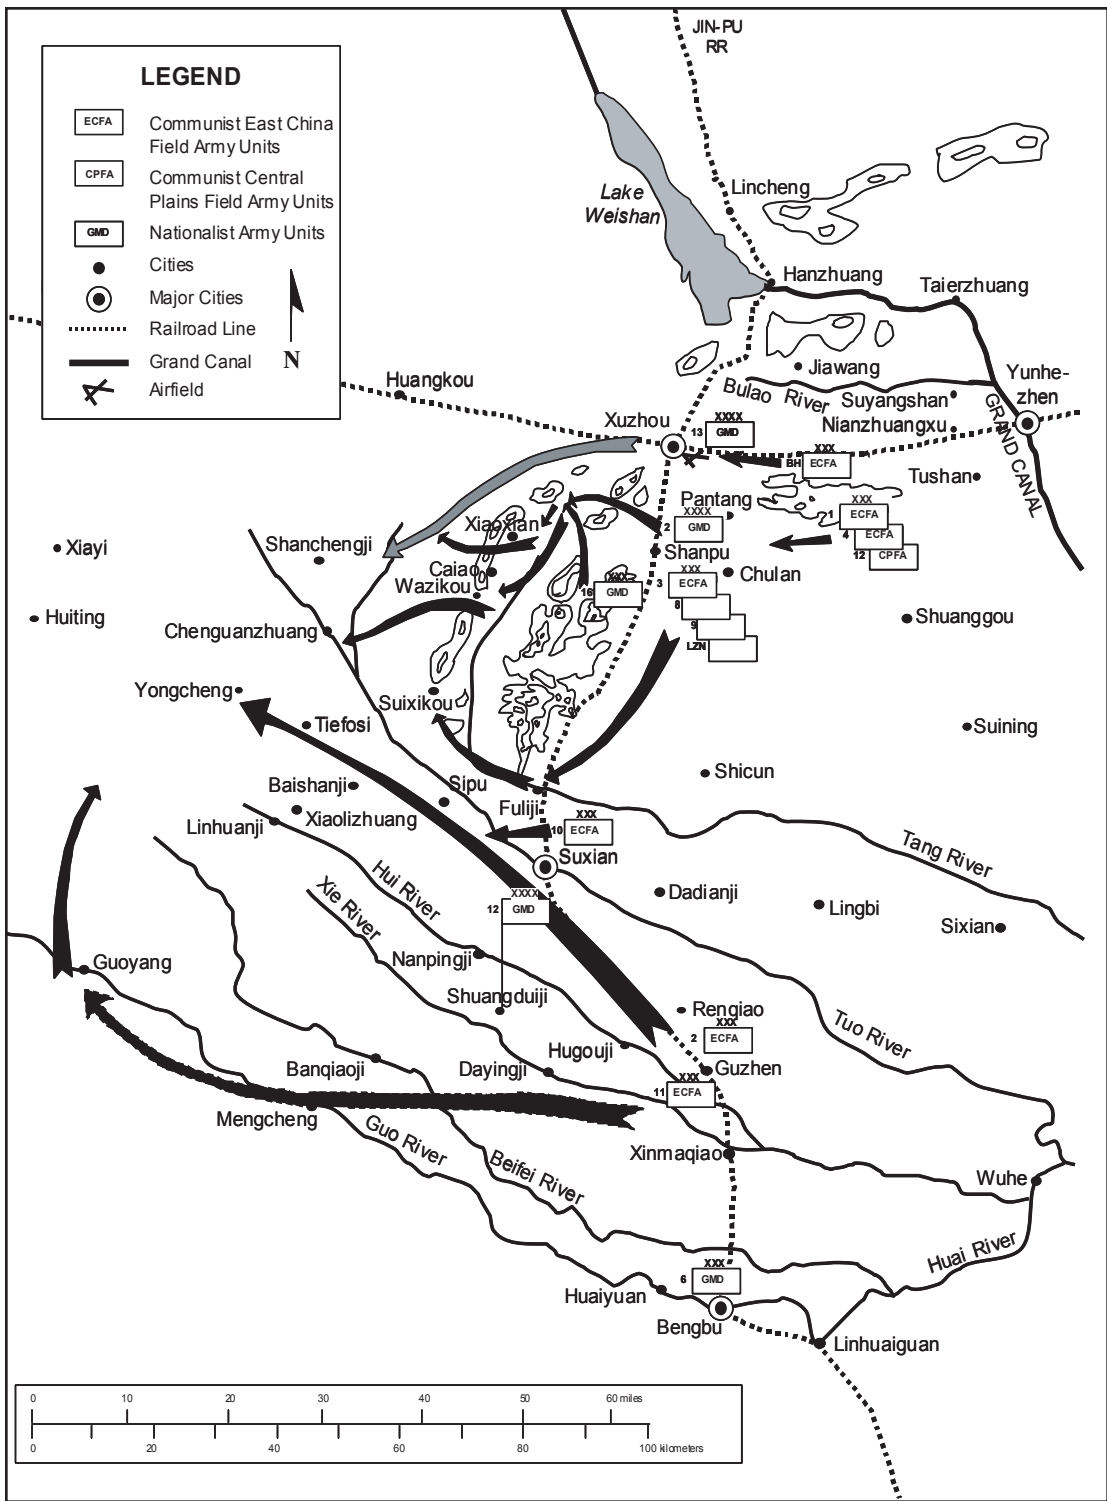 JIN-PU
RR
LEGEND
ECFA
Communist East China
Field Army Units
CPFA
Communist Central
Plains Field Army Units
GMD
Nationalist Army Units
Cities
Major Cities
Railroad Line
Grand Canal
Airfield
N
Lake
Weishan
Lincheng
Hanzhuang
Taierzhuang
Jiawang
Yunhe-
zhen
Huangkou
Bulao River
Suyangshan
Nianzhuangxu
GRAND CANAL
Xuzhou
XXXX
13 GMD
XXX
BH ECFA
Tushan
Pantang
XXXX
2 GMD
XXX
1 ECFA
4 ECFA
12 CPFA
Xiaoxian
Shanchengji
Xiayi
Shanpu
Caiao
Wazikou
XXX
16 GMD
XXX
3 ECFA
8
9
LZN
Chulan
Huiting
Shuanggou
Chenguanzhuang
Yongcheng
Suixikou
Tiefosi
Suining
Shicun
Baishanji
Sipu
Fuliji
Xiaolizhuang
Linhuanji
XXX
10 ECFA
Suxian
Tang River
Hui River
Xie River
XXXX
12 GMD
Dadianji
Lingbi
Sixian
Nanpingji
Guoyang
Shuangduiji
Renqiao
XXX
2 ECFA
Tuo River
Hugouji
Banqiaoji
Dayingji
Guzhen
XXX
11 ECFA
Mengcheng
Guo River
Beifei River
Xinmaqiao
Wuhe
Huai River
XXX
6 GMD
Huaiyuan
Bengbu
Linhuaiguan
0 10 20 30 40 50 60 miles
0 20 40 60 80 100 kilometers